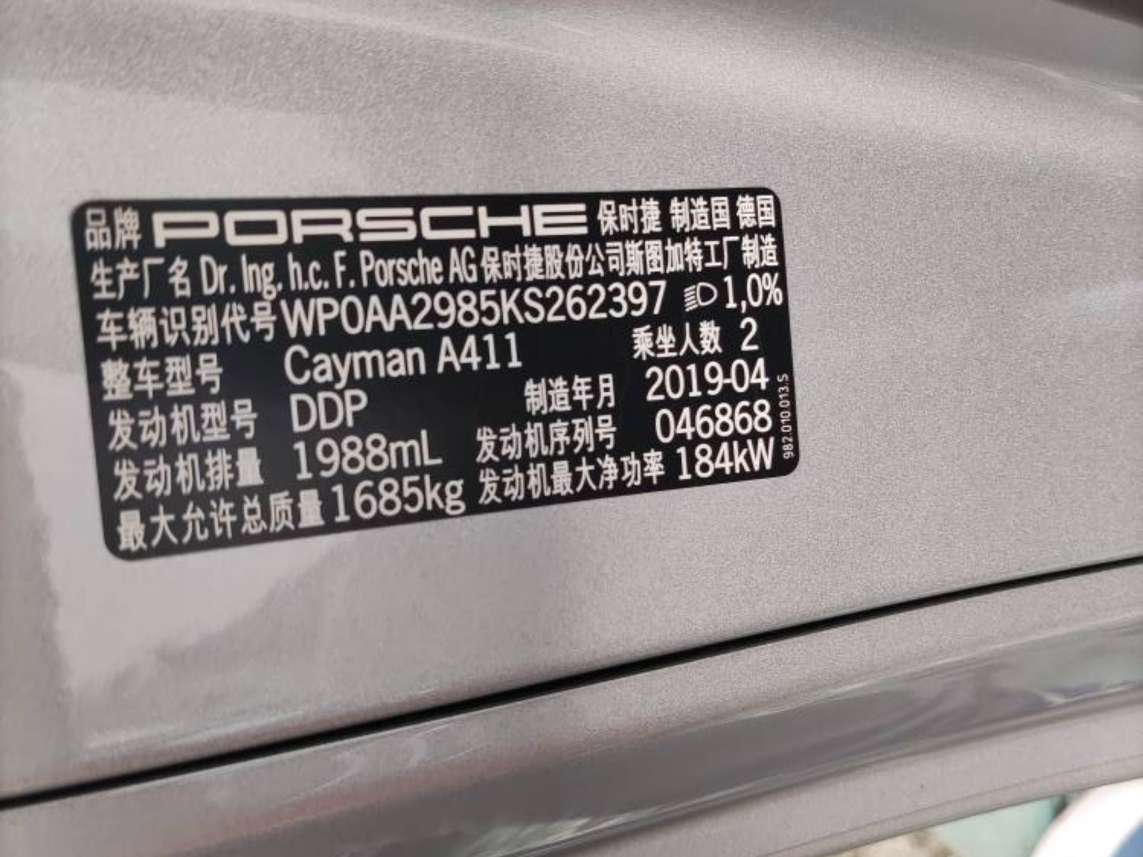 品牌 PORSCHE 保时捷 制造国 德国
生产厂名 Dr. Ing. h.c. F. Porsche AG 保时捷股份公司斯图加特工厂制造
车辆识别代号 WP0AA2985KS262397 1,0%
整车型号 Cayman A411 乘坐人数 2
发动机型号 DDP 制造年月 2019-04
发动机排量 1988mL 发动机序列号 046868
最大允许总质量 1685kg 发动机最大净功率 184kW
982.010.013.S